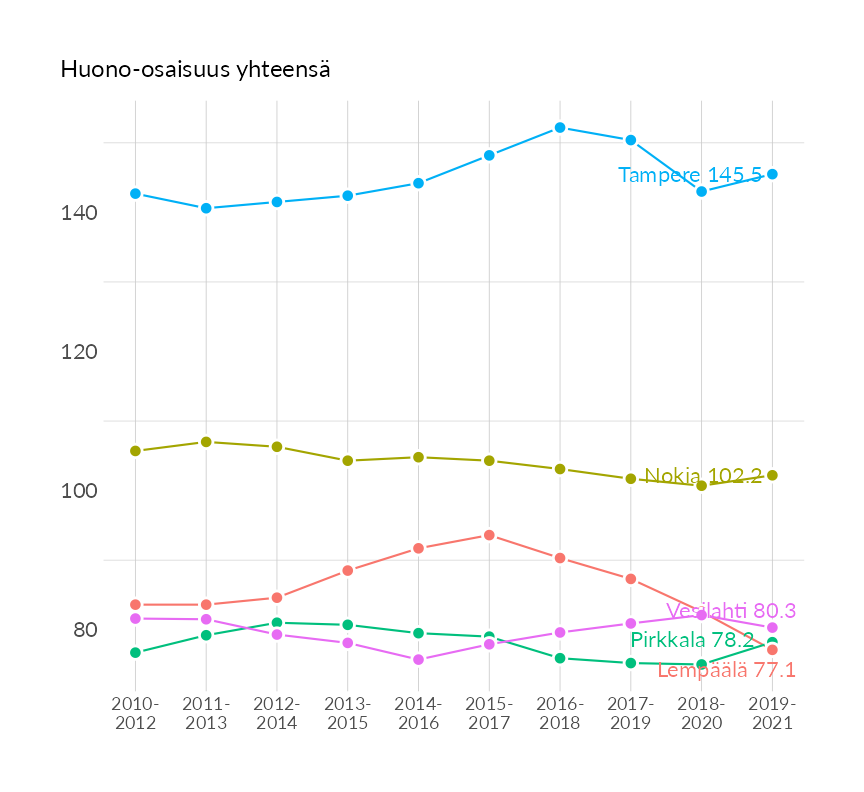 Huono-osaisuus yhteensä
Tampere 145.5
140
120
100
Nokia 102.2
Vesilahti 80.3
80
Pirkkala 78.2
Lempäälä 77.1
2010-2012 2011-2013 2012-2014 2013-2015 2014-2016 2015-2017 2016-2018 2017-2019 2018-2020 2019-2021